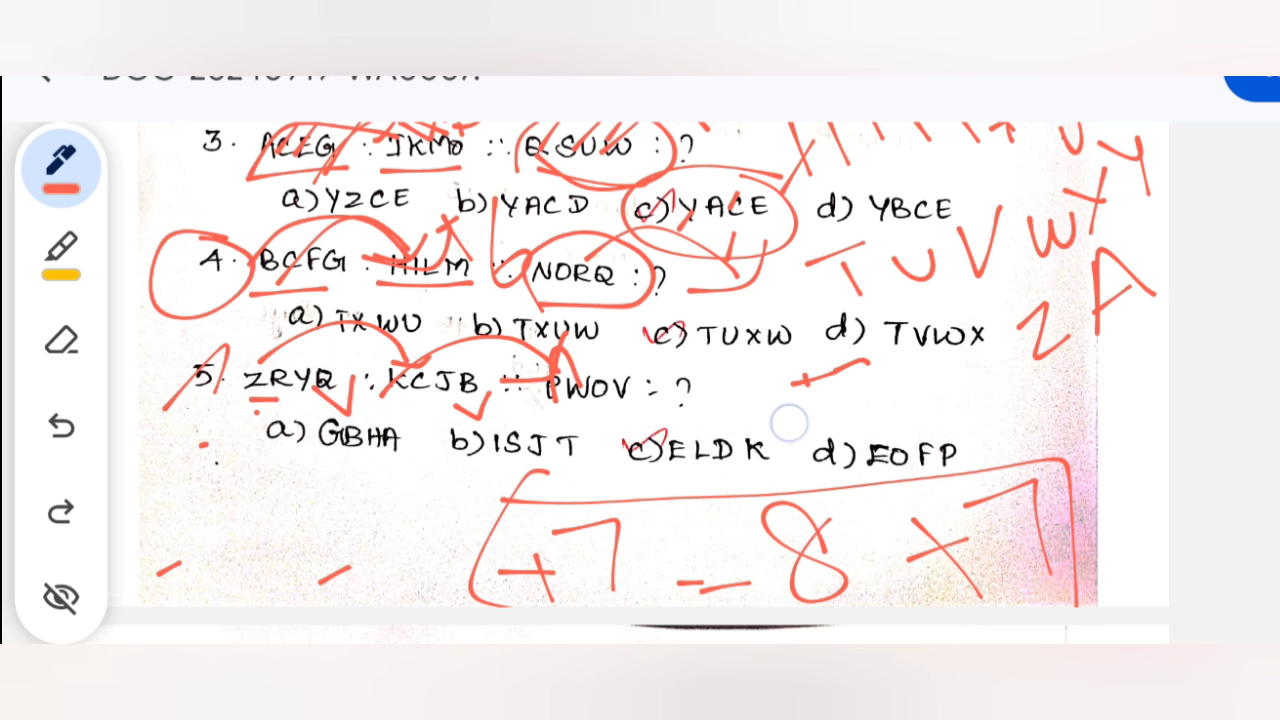 3. ACEG : IKMO :: QSUW : ?
a) YZCE b) YACD c) YACE d) YBCE
4. BCFG : HILM :: NORQ : ?
a) TXWU b) TXUW c) TUXW d) TVWX
5. ZRYQ : KCJB :: PWOV : ?
a) GBHA b) ISJT c) ELDK d) EOFP
U Y
W X
T U V
Z A
+7 - 8 + 7